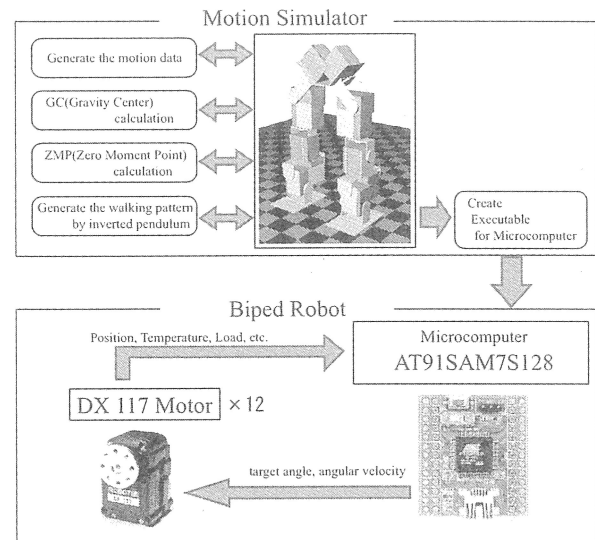 Motion Simulator
Generate the motion data
GC(Gravity Center)
calculation
ZMP(Zero Moment Point)
calculation
Generate the walking pattern
by inverted pendulum
Create
Executable
for Microcomputer
Biped Robot
Position, Temperature, Load, etc.
Microcomputer
AT91SAM7S128
DX 117 Motor ×12
target angle, angular velocity